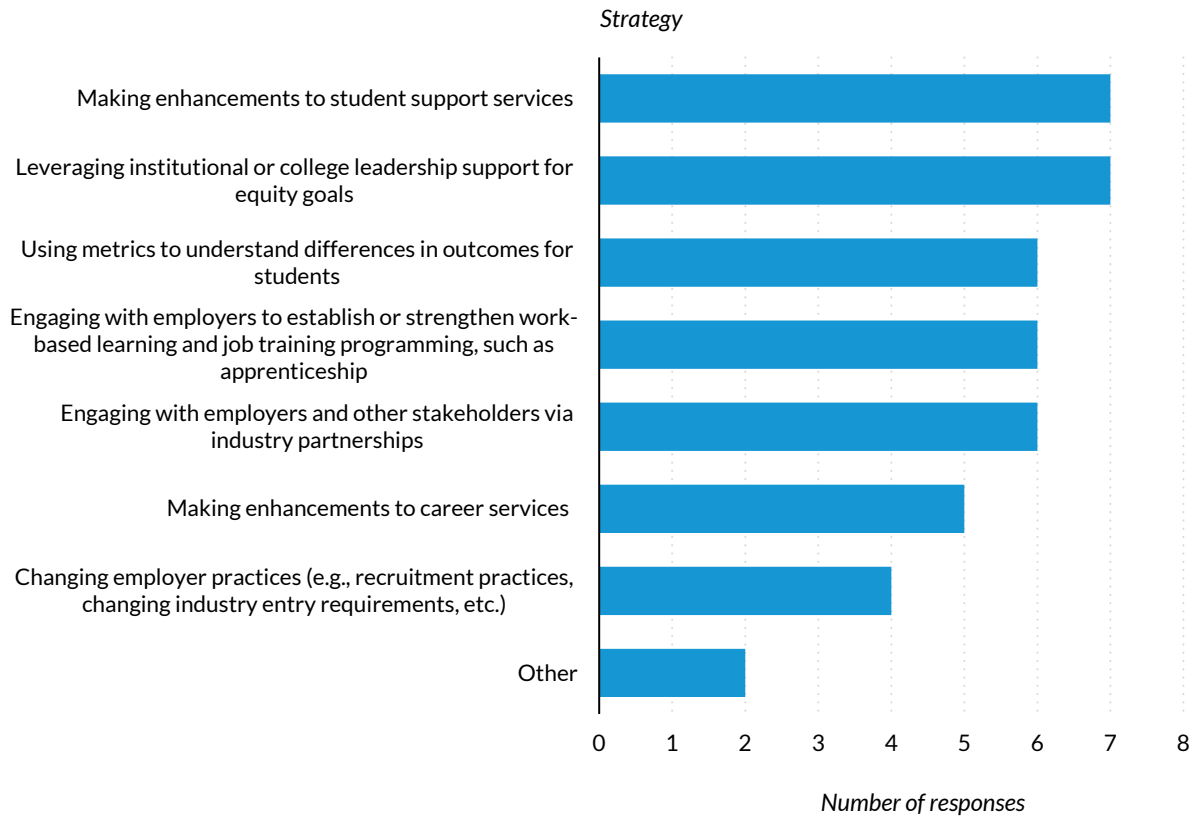 Strategy
Making enhancements to student support services
Leveraging institutional or college leadership support for
equity goals
Using metrics to understand differences in outcomes for
students
Engaging with employers to establish or strengthen work-
based learning and job training programming, such as
apprenticeship
Engaging with employers and other stakeholders via
industry partnerships
Making enhancements to career services
Changing employer practices (e.g., recruitment practices,
changing industry entry requirements, etc.)
Other
0 1 2 3 4 5 6 7 8
Number of responses